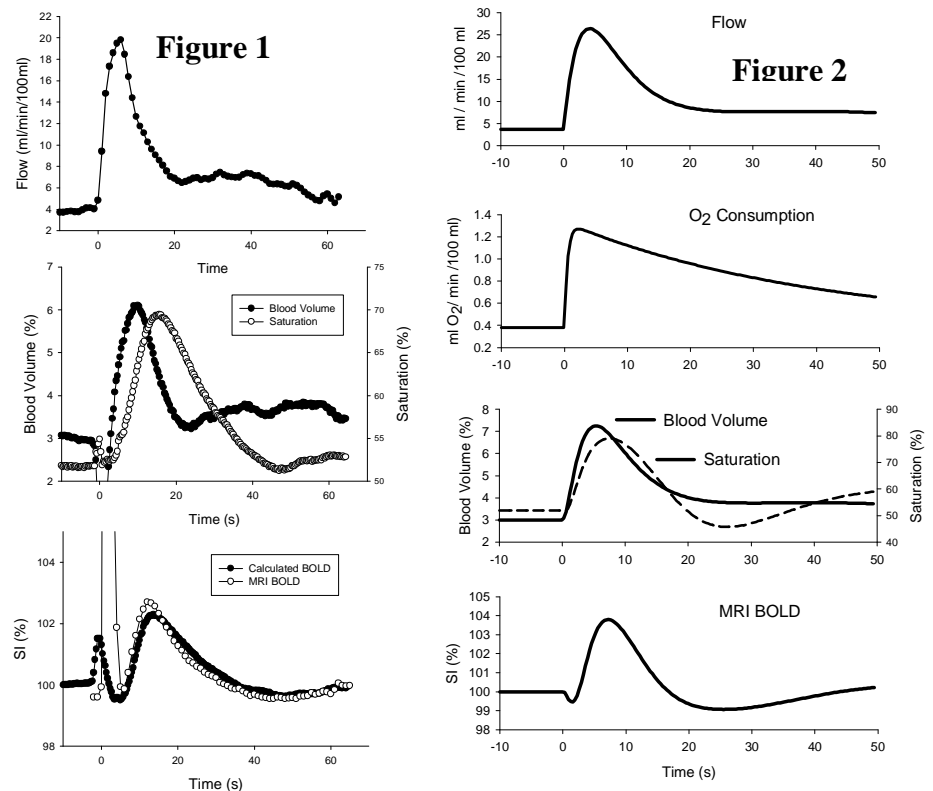 Figure 1
Flow (ml/min/100ml)
22
20
18
16
14
12
10
8
6
4
2
0 20 40 60
Time
Blood Volume (%)
7
6
5
4
3
2
Blood Volume
Saturation
75
70
65
60
55
50
Saturation (%)
0 20 40 60
Time (s)
SI (%)
104
102
100
98
Calculated BOLD
MRI BOLD
0 20 40 60
Time (s)
Flow
Figure 2
ml / min /100 ml
30
25
20
15
10
5
0
-10 0 10 20 30 40 50
O2 Consumption
ml O2/ min /100 ml
1.4
1.2
1.0
0.8
0.6
0.4
0.2
-10 0 10 20 30 40 50
Blood Volume (%)
8
7
6
5
4
3
2
Blood Volume
Saturation
90
80
70
60
50
40
Saturation (%)
-10 0 10 20 30 40 50
MRI BOLD
SI (%)
105
104
103
102
101
100
99
98
-10 0 10 20 30 40 50
Time (s)